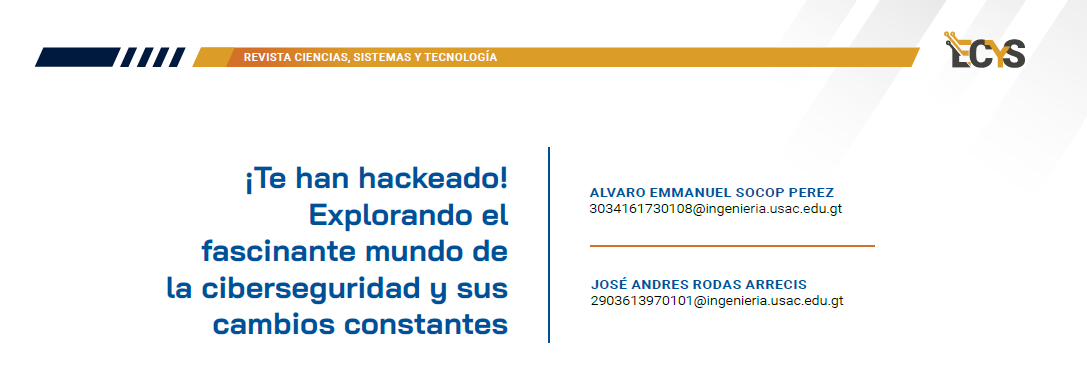 REVISTA CIENCIAS, SISTEMAS Y TECNOLOGÍA
ECYS
¡Te han hackeado!
Explorando el
fascinante mundo de
la ciberseguridad y sus
cambios constantes
ALVARO EMMANUEL SOCOP PEREZ
3034161730108@ingenieria.usac.edu.gt
JOSÉ ANDRES RODAS ARRECIS
2903613970101@ingenieria.usac.edu.gt